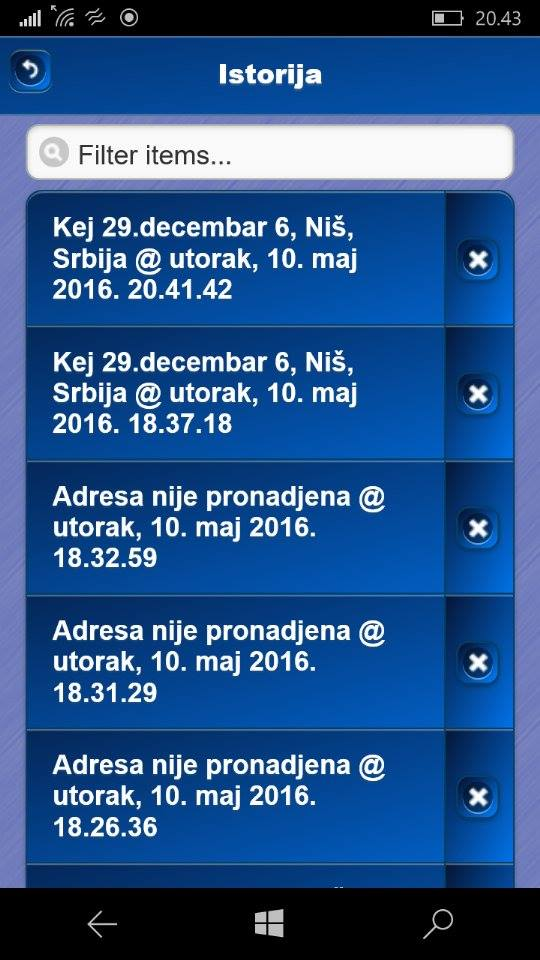 20.43
Istorija
Filter items...
Kej 29.decembar 6, Niš,
Srbija @ utorak, 10. maj
2016. 20.41.42
Kej 29.decembar 6, Niš,
Srbija @ utorak, 10. maj
2016. 18.37.18
Adresa nije pronadjena @
utorak, 10. maj 2016.
18.32.59
Adresa nije pronadjena @
utorak, 10. maj 2016.
18.31.29
Adresa nije pronadjena @
utorak, 10. maj 2016.
18.26.36